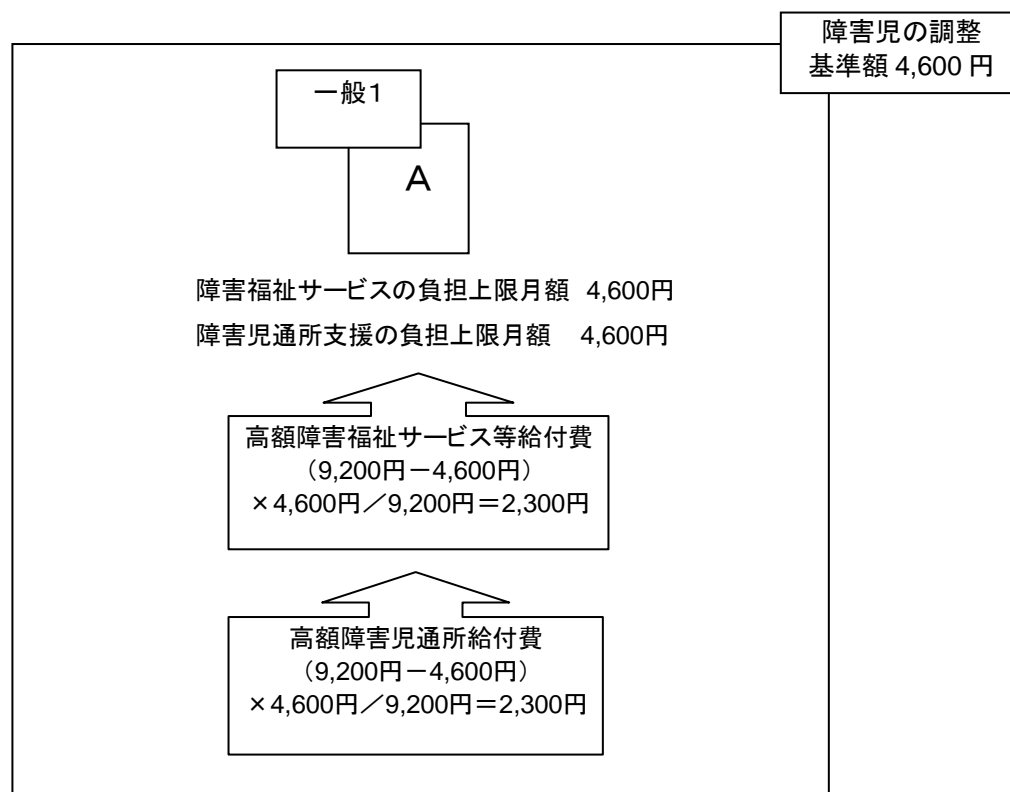 障害児の調整
基準額 4,600 円
一般1
A
障害福祉サービスの負担上限月額 4,600円
障害児通所支援の負担上限月額 4,600円
高額障害福祉サービス等給付費
（9,200円－4,600円）
×4,600円／9,200円＝2,300円
高額障害児通所給付費
（9,200円－4,600円）
×4,600円／9,200円＝2,300円